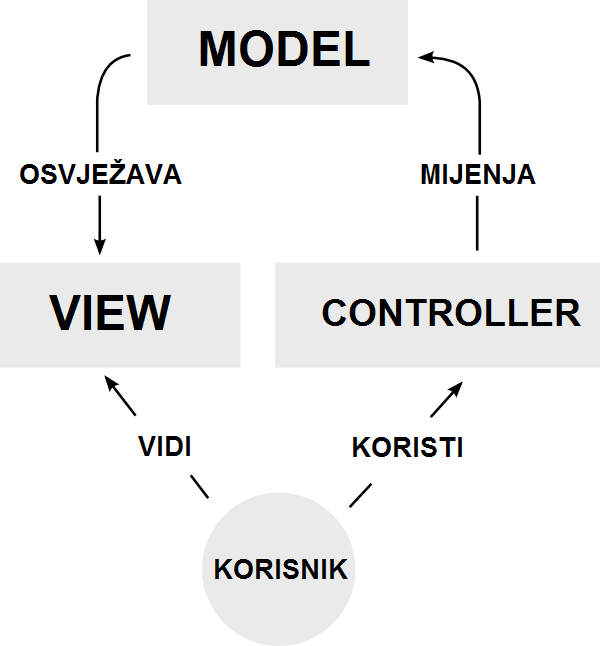 MODEL
OSVJEŽAVA
MIJENJA
VIEW
CONTROLLER
VIDI
KORISTI
KORISNIK